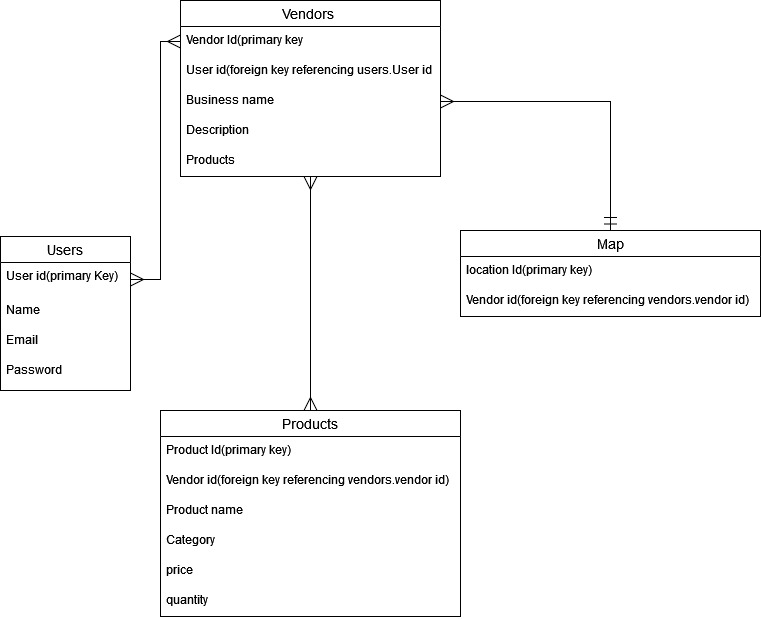 Vendors
Vendor Id(primary key
User id(foreign key referencing users.User id
Business name
Description
Products
Users
User id(primary Key)
Name
Email
Password
Map
location Id(primary key)
Vendor id(foreign key referencing vendors.vendor id)
Products
Product Id(primary key)
Vendor id(foreign key referencing vendors.vendor id)
Product name
Category
price
quantity